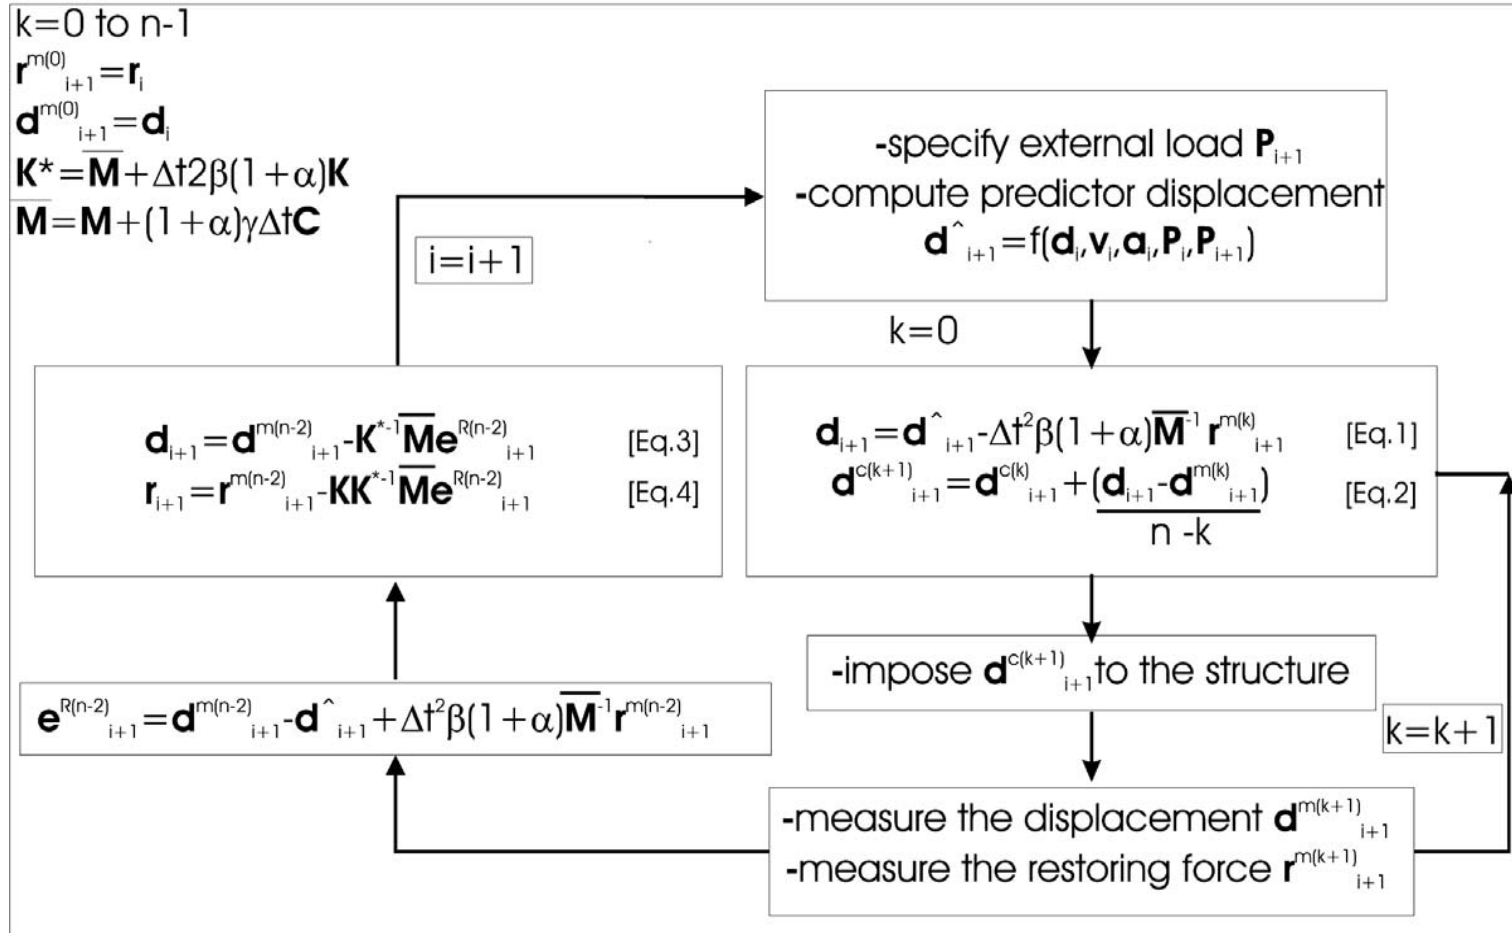 k=0 to n-1
r^m(0)_i+1=r_i
d^m(0)_i+1=d_i
K*=M̅+Δt2β(1+α)K
M̅=M+(1+α)γΔtC
-specify external load P_i+1
-compute predictor displacement
d^_i+1=f(d_i,v_i,a_i,P_i,P_i+1)
i=i+1
k=0
d_i+1=d^_i+1-Δt²β(1+α)M̅^-1 r^m(k)_i+1 [Eq.1]
d^c(k+1)_i+1=d^c(k)_i+1+(d_i+1-d^m(k)_i+1) [Eq.2]
n -k
d_i+1=d^m(n-2)_i+1-K^*-1M̅e^R(n-2)_i+1 [Eq.3]
r_i+1=r^m(n-2)_i+1-KK^*-1M̅e^R(n-2)_i+1 [Eq.4]
-impose d^c(k+1)_i+1 to the structure
e^R(n-2)_i+1=d^m(n-2)_i+1-d^_i+1+Δt²β(1+α)M̅^-1r^m(n-2)_i+1
k=k+1
-measure the displacement d^m(k+1)_i+1
-measure the restoring force r^m(k+1)_i+1